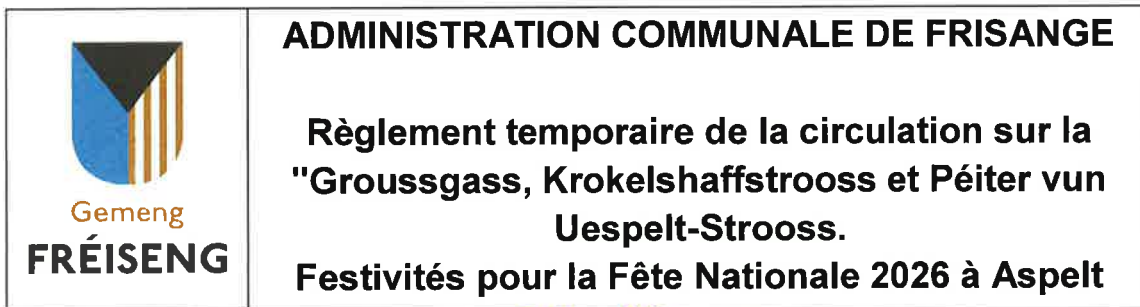 Gemeng
FRÉISENG
ADMINISTRATION COMMUNALE DE FRISANGE
Règlement temporaire de la circulation sur la
"Groussgass, Krokelshaffstrooss et Péiter vun
Uespelt-Strooss.
Festivités pour la Fête Nationale 2026 à Aspelt